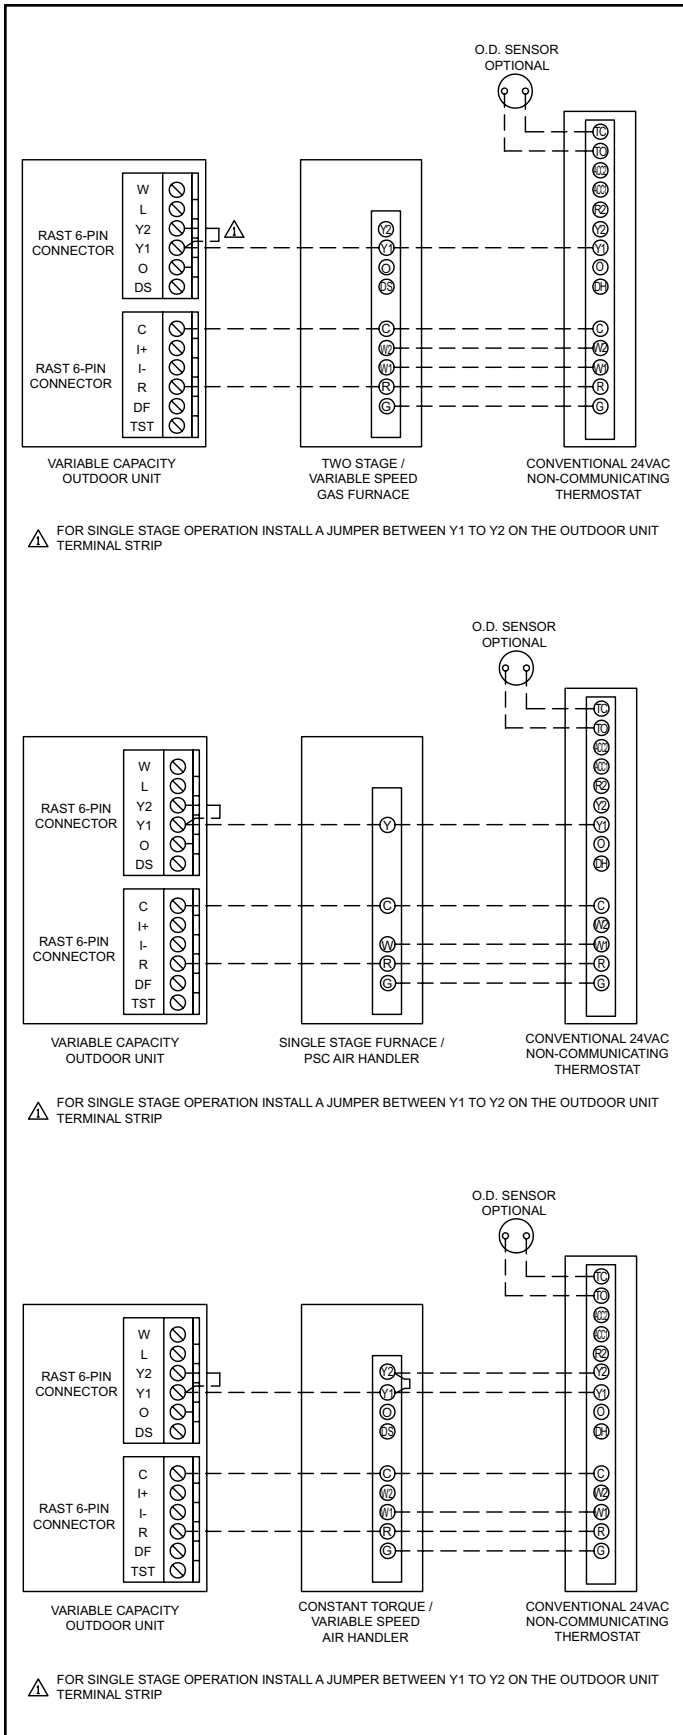 O.D. SENSOR
OPTIONAL
TC
TO
ACC2
ACC1
R2
Y2
Y1
O
DH
C
W2
W1
R
G
RAST 6-PIN
CONNECTOR
W
L
Y2
Y1
O
DS
1
RAST 6-PIN
CONNECTOR
C
I+
I-
R
DF
TST
Y2
Y1
O
DS
C
W2
W1
R
G
VARIABLE CAPACITY
OUTDOOR UNIT
TWO STAGE /
VARIABLE SPEED
GAS FURNACE
CONVENTIONAL 24VAC
NON-COMMUNICATING
THERMOSTAT
1
FOR SINGLE STAGE OPERATION INSTALL A JUMPER BETWEEN Y1 TO Y2 ON THE OUTDOOR UNIT
TERMINAL STRIP
O.D. SENSOR
OPTIONAL
TC
TO
ACC2
ACC1
R2
Y2
Y1
O
DH
C
W2
W1
R
G
RAST 6-PIN
CONNECTOR
W
L
Y2
Y1
O
DS
RAST 6-PIN
CONNECTOR
C
I+
I-
R
DF
TST
Y
C
W
R
G
VARIABLE CAPACITY
OUTDOOR UNIT
SINGLE STAGE FURNACE /
PSC AIR HANDLER
CONVENTIONAL 24VAC
NON-COMMUNICATING
THERMOSTAT
1
FOR SINGLE STAGE OPERATION INSTALL A JUMPER BETWEEN Y1 TO Y2 ON THE OUTDOOR UNIT
TERMINAL STRIP
O.D. SENSOR
OPTIONAL
TC
TO
ACC2
ACC1
R2
Y2
Y1
O
DH
C
W2
W1
R
G
RAST 6-PIN
CONNECTOR
W
L
Y2
Y1
O
DS
RAST 6-PIN
CONNECTOR
C
I+
I-
R
DF
TST
Y2
Y1
O
DS
C
W2
W1
R
G
VARIABLE CAPACITY
OUTDOOR UNIT
CONSTANT TORQUE /
VARIABLE SPEED
AIR HANDLER
CONVENTIONAL 24VAC
NON-COMMUNICATING
THERMOSTAT
1
FOR SINGLE STAGE OPERATION INSTALL A JUMPER BETWEEN Y1 TO Y2 ON THE OUTDOOR UNIT
TERMINAL STRIP